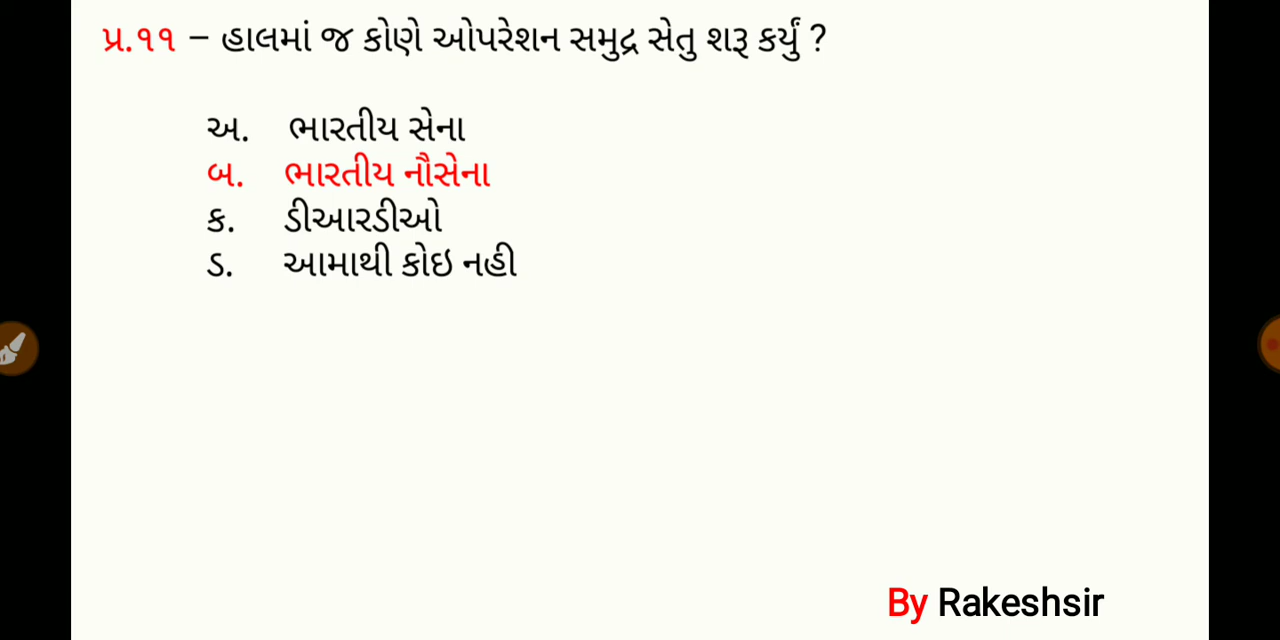 પ્ર.૧૧ – હાલમાં જ કોણે ઓપરેશન સમુદ્ર સેતુ શરૂ કર્યું ?
અ. ભારતીય સેના
બ. ભારતીય નૌસેના
ક. ડીઆરડીઓ
ડ. આમાથી કોઇ નહી
By Rakeshsir